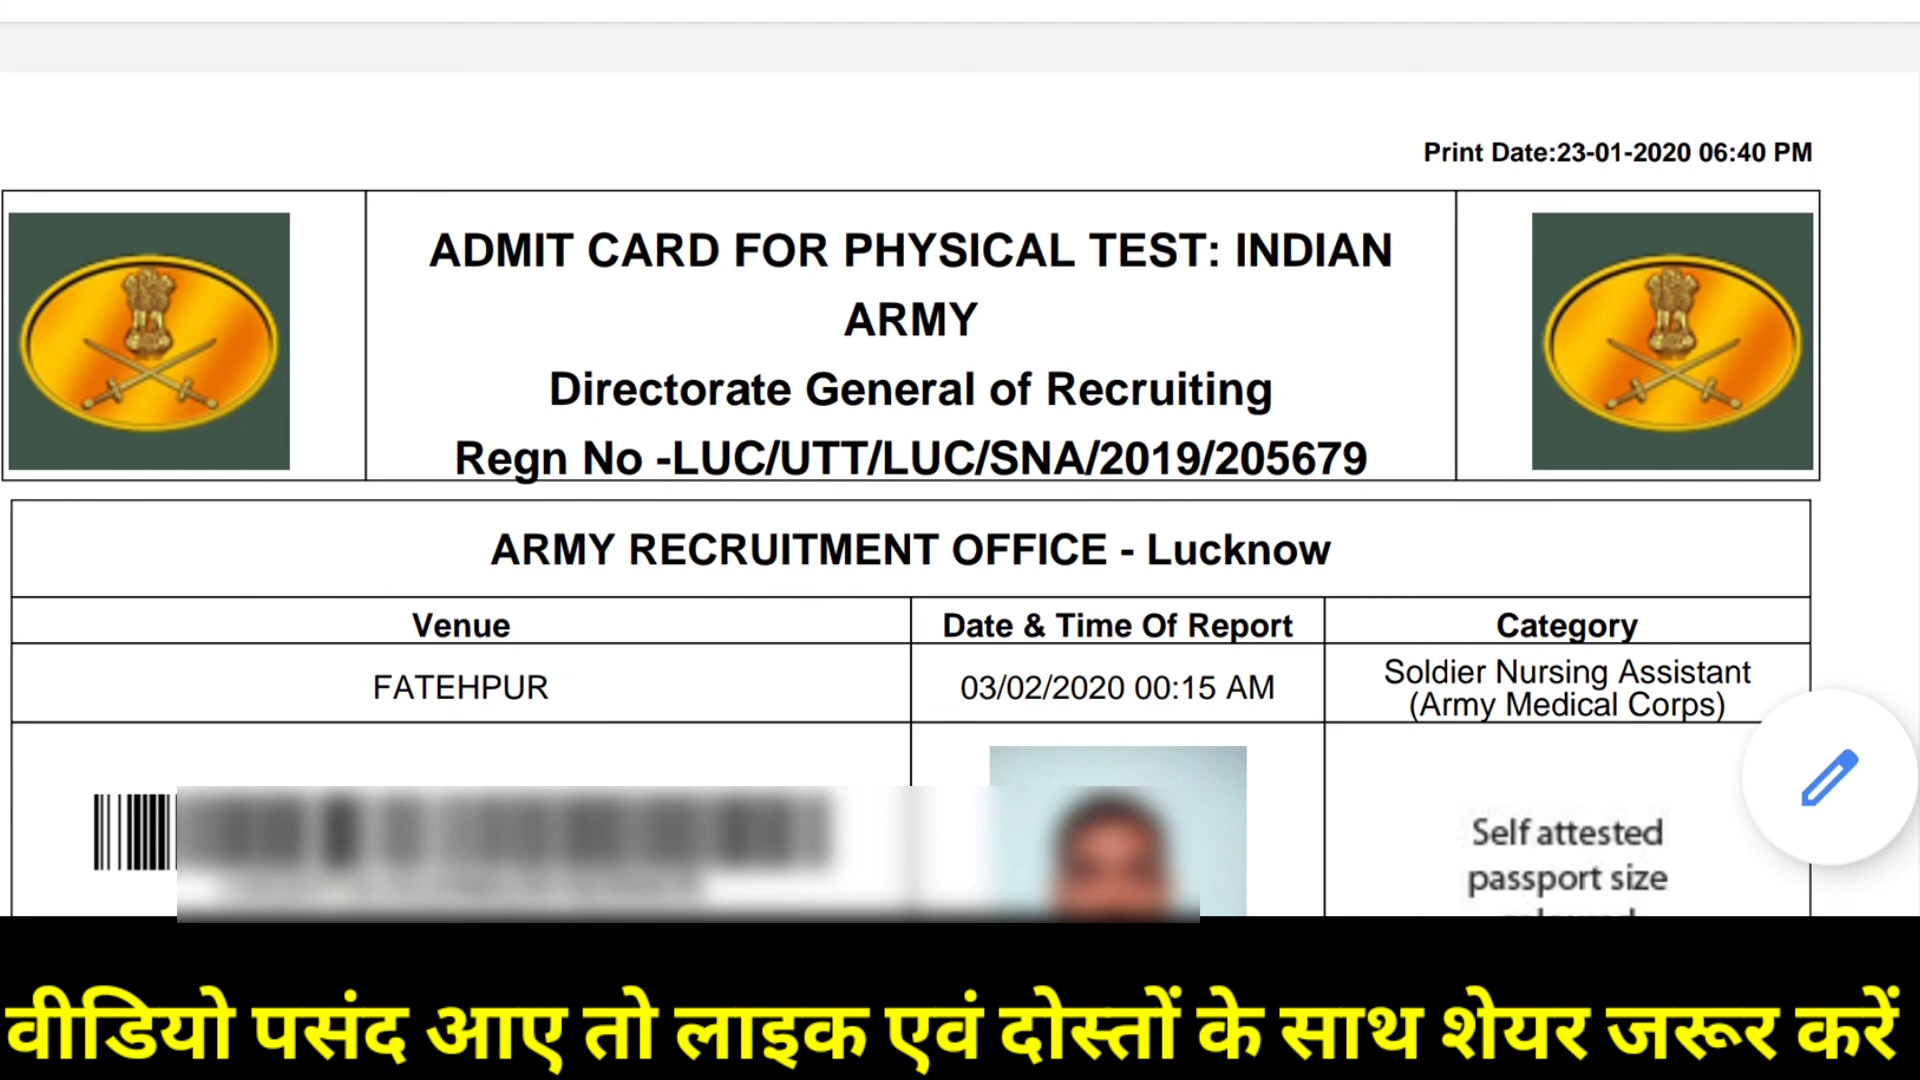 Print Date:23-01-2020 06:40 PM
ADMIT CARD FOR PHYSICAL TEST: INDIAN
ARMY
Directorate General of Recruiting
Regn No -LUC/UTT/LUC/SNA/2019/205679
ARMY RECRUITMENT OFFICE - Lucknow
Venue
Date & Time Of Report
Category
FATEHPUR
03/02/2020 00:15 AM
Soldier Nursing Assistant
(Army Medical Corps)
Self attested
passport size
वीडियो पसंद आए तो लाइक एवं दोस्तों के साथ शेयर जरूर करें